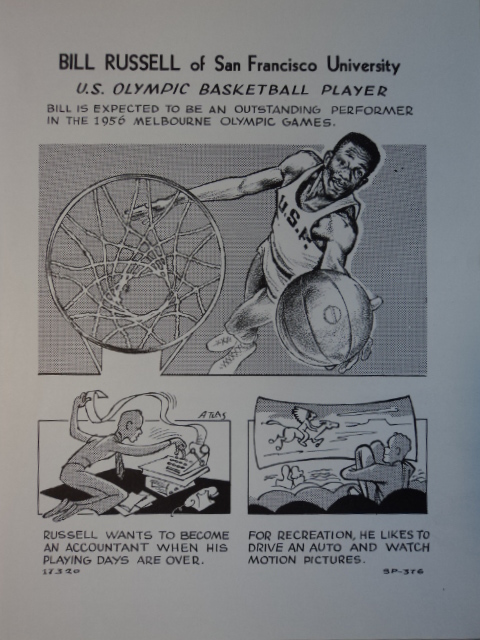 BILL RUSSELL of San Francisco University
U.S. OLYMPIC BASKETBALL PLAYER
BILL IS EXPECTED TO BE AN OUTSTANDING PERFORMER
IN THE 1956 MELBOURNE OLYMPIC GAMES.
U.S.F.
ATLAS
RUSSELL WANTS TO BECOME
AN ACCOUNTANT WHEN HIS
PLAYING DAYS ARE OVER.
FOR RECREATION, HE LIKES TO
DRIVE AN AUTO AND WATCH
MOTION PICTURES.
17320
SP-376